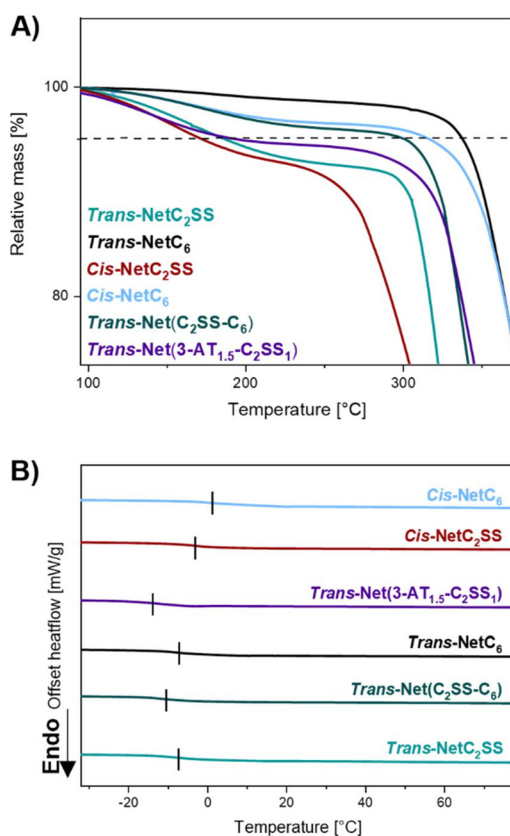 A)
100
80
Relative mass [%]
Trans-NetC₂SS
Trans-NetC₆
Cis-NetC₂SS
Cis-NetC₆
Trans-Net(C₂SS-C₆)
Trans-Net(3-AT₁.₅-C₂SS₁)
100
200
300
Temperature [°C]
B)
Cis-NetC₆
Cis-NetC₂SS
Trans-Net(3-AT₁.₅-C₂SS₁)
Trans-NetC₆
Trans-Net(C₂SS-C₆)
Trans-NetC₂SS
Endo
Offset heatflow [mW/g]
-20
0
20
40
60
Temperature [°C]